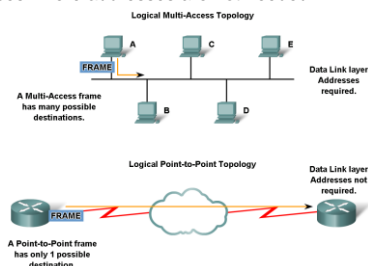 Logical Multi-Access Topology
A
C
E
FRAME
Data Link layer
Addresses
required.
A Multi-Access frame
has many possible
destinations.
B
D
Logical Point-to-Point Topology
Data Link layer
Addresses not
required.
FRAME
A Point-to-Point frame
has only 1 possible
destination